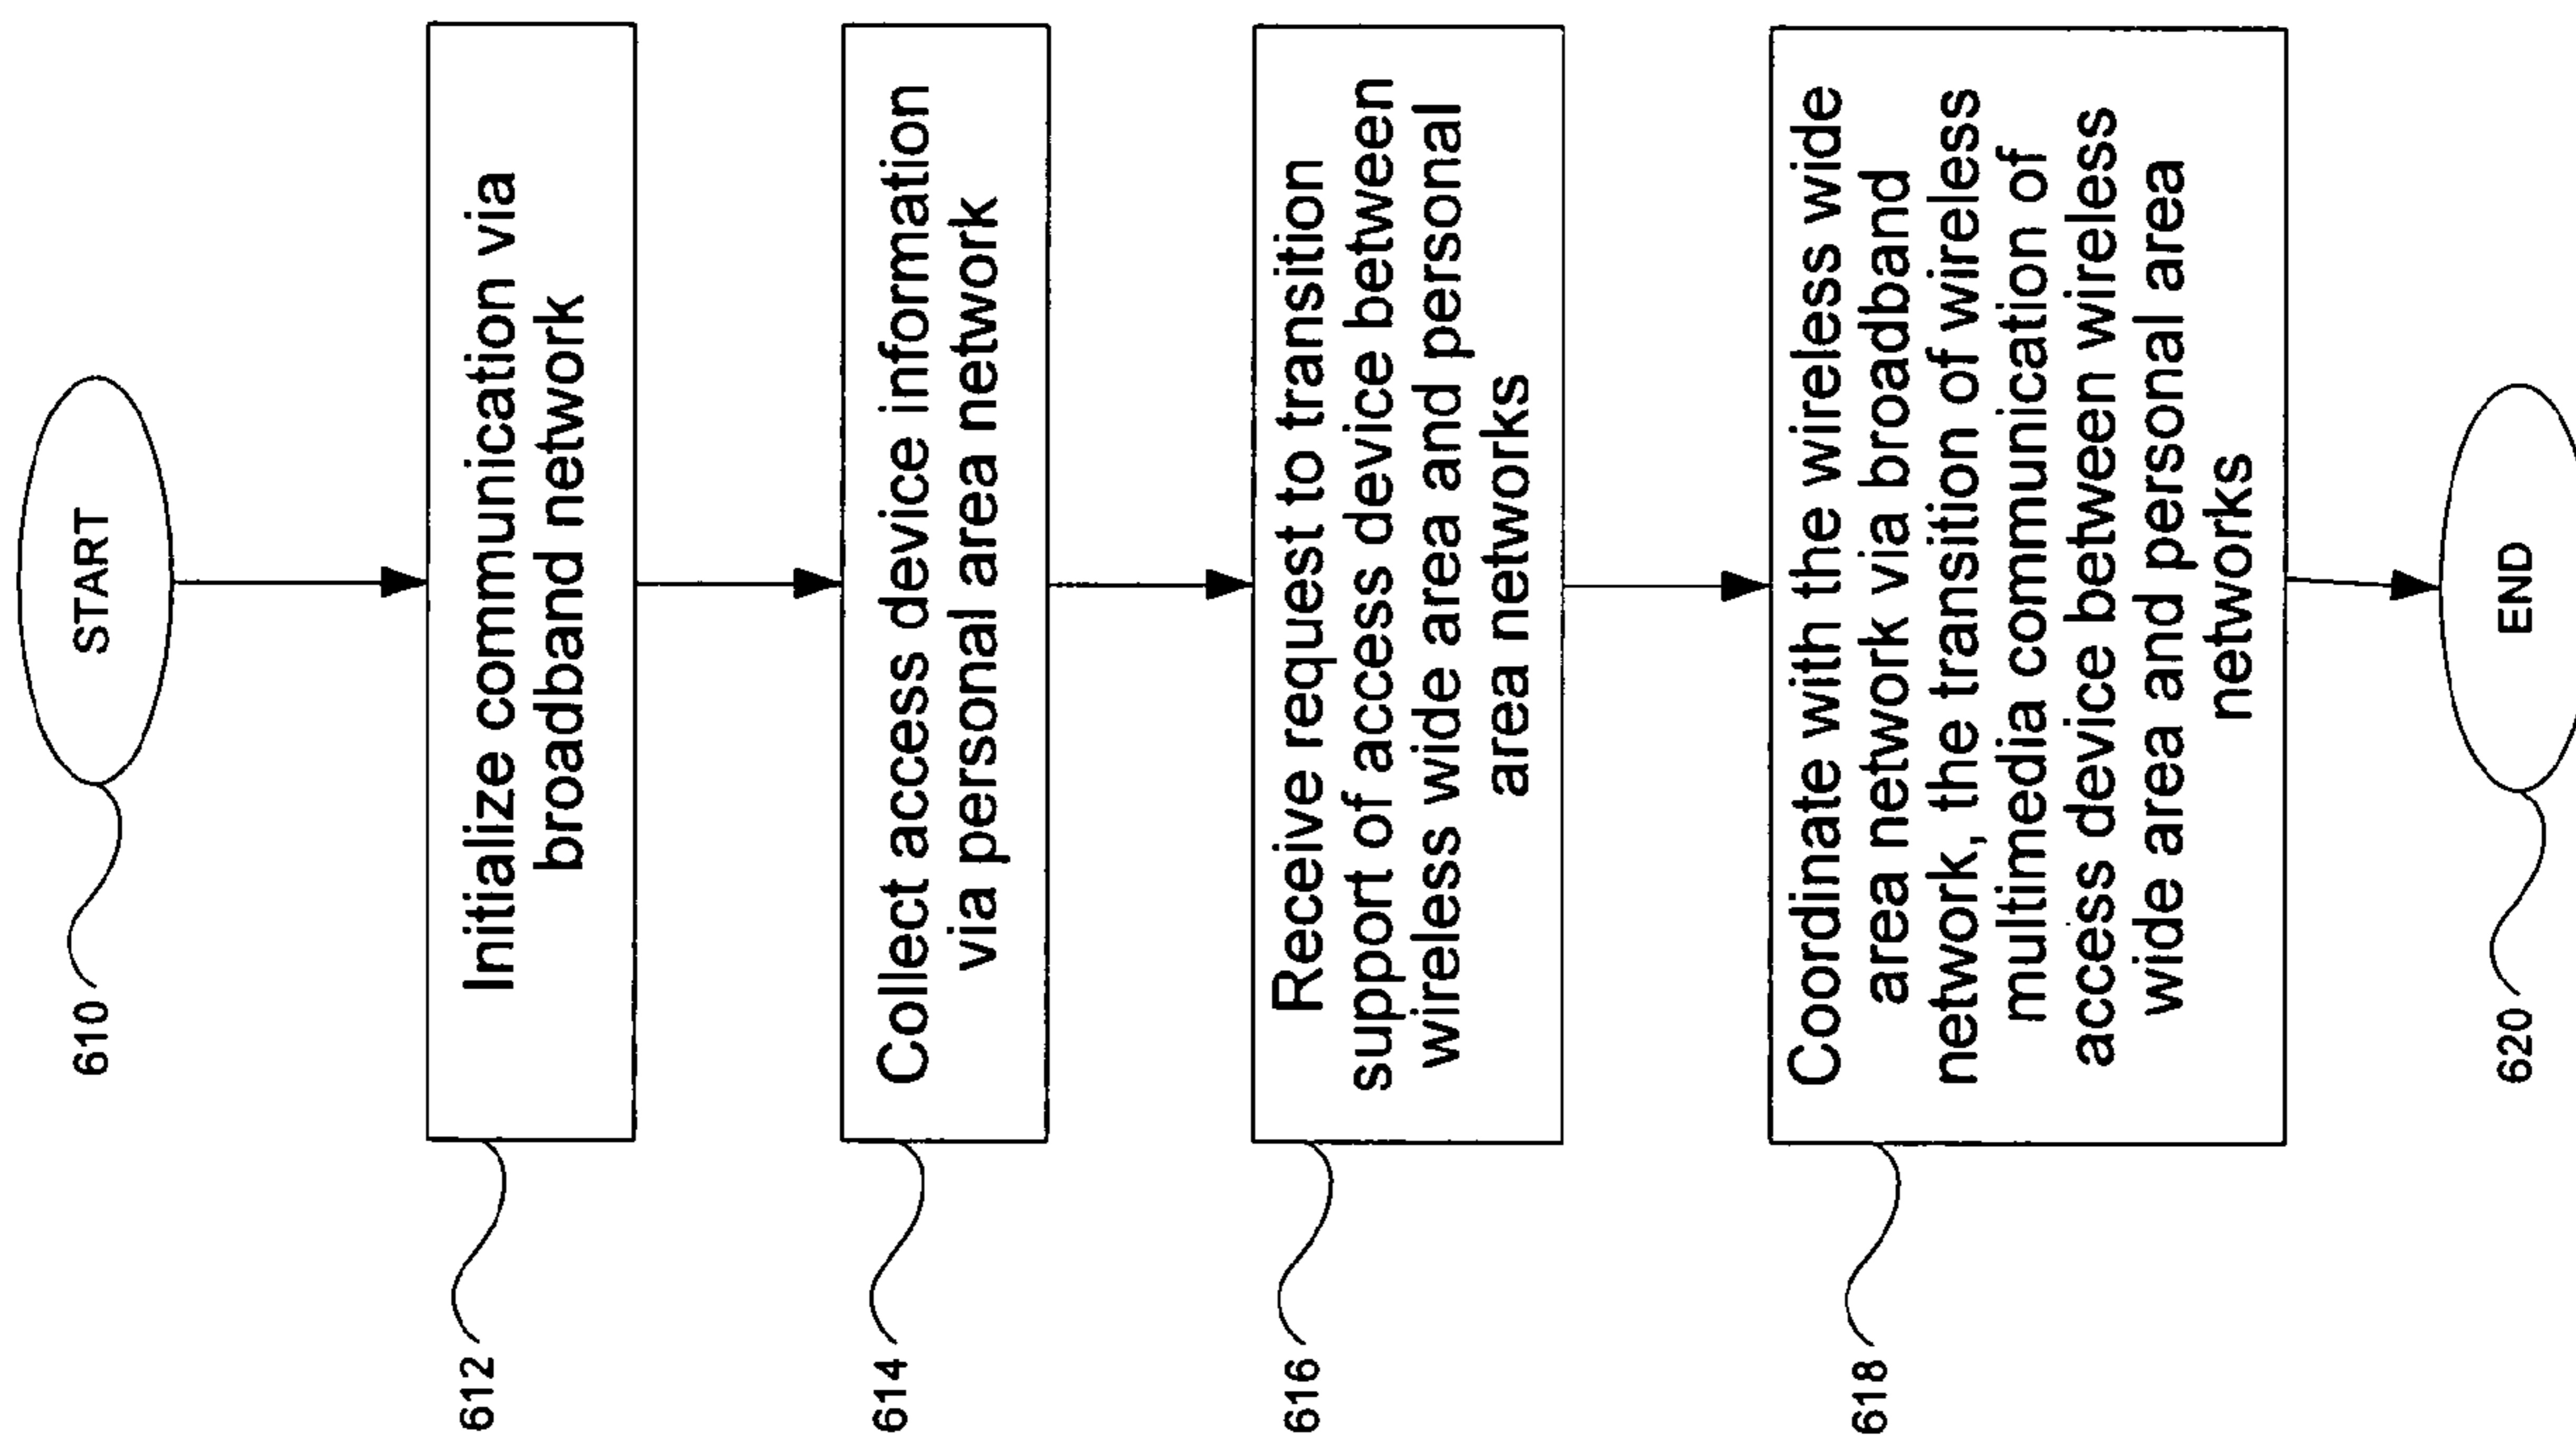 START
610
Initialize communication via
broadband network
612
Collect access device information
via personal area network
614
Receive request to transition
support of access device between
wireless wide area and personal
area networks
616
Coordinate with the wireless wide
area network via broadband
network, the transition of wireless
multimedia communication of
access device between wireless
wide area and personal area
networks
618
END
620